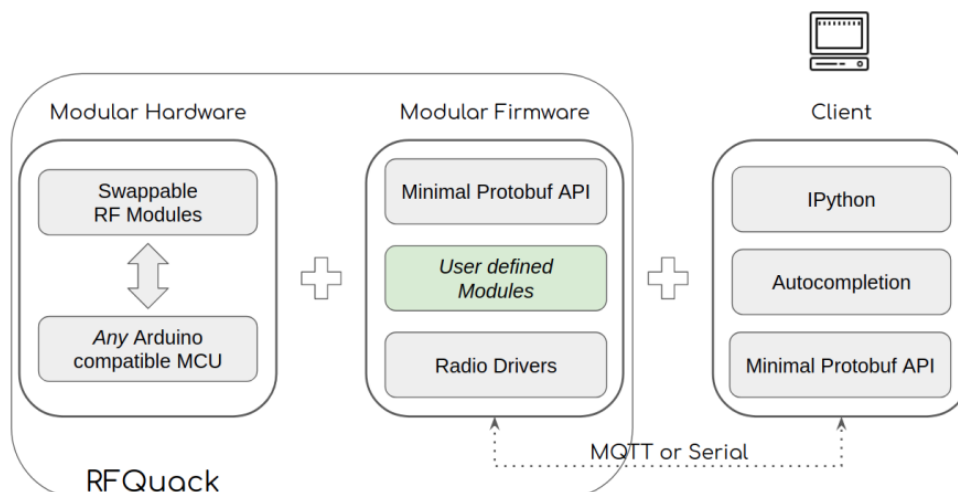 Modular Hardware
Swappable
RF Modules
Any Arduino
compatible MCU
Modular Firmware
Minimal Protobuf API
User defined
Modules
Radio Drivers
Client
IPython
Autocompletion
Minimal Protobuf API
MQTT or Serial
RFQuack